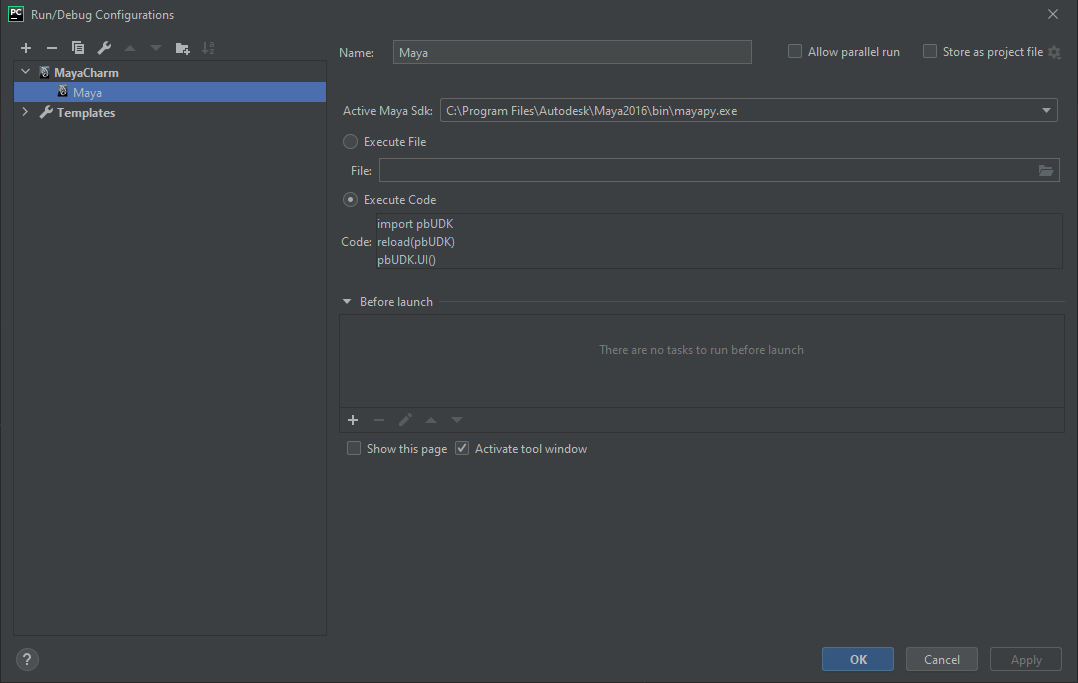 PC Run/Debug Configurations
MayaCharm
Maya
Templates
Name: Maya
Allow parallel run
Store as project file
Active Maya Sdk: C:\Program Files\Autodesk\Maya2016\bin\mayapy.exe
Execute File
File:
Execute Code
Code:
import pbUDK
reload(pbUDK)
pbUDK.UI()
Before launch
There are no tasks to run before launch
Show this page
Activate tool window
?
OK
Cancel
Apply